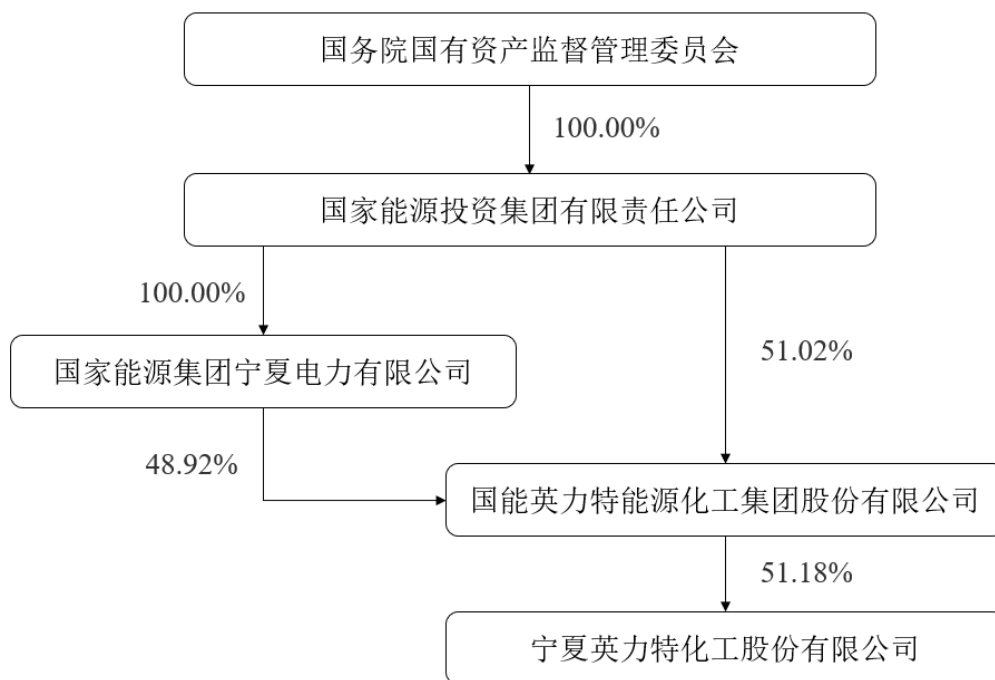 国务院国有资产监督管理委员会
100.00%
国家能源投资集团有限责任公司
100.00%
51.02%
国家能源集团宁夏电力有限公司
48.92%
国能英力特能源化工集团股份有限公司
51.18%
宁夏英力特化工股份有限公司